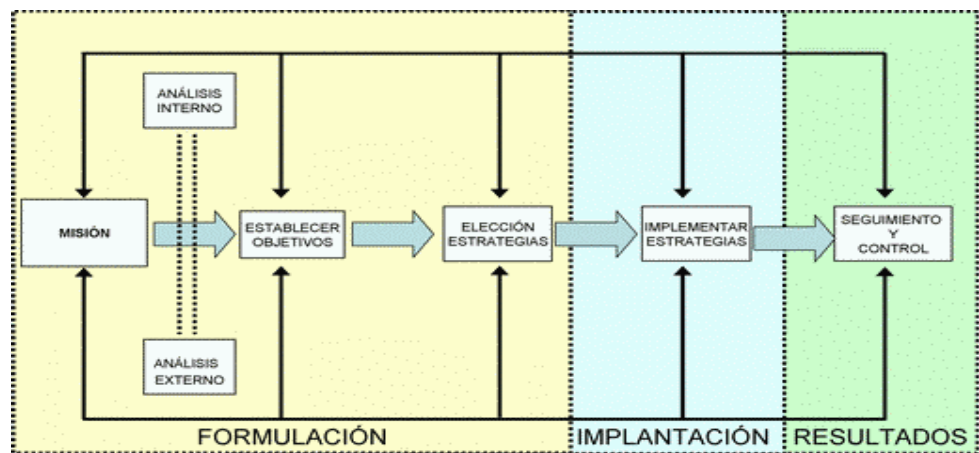 ANÁLISIS
INTERNO
MISIÓN
ESTABLECER
OBJETIVOS
ELECCIÓN
ESTRATEGIAS
IMPLEMENTAR
ESTRATEGIAS
SEGUIMIENTO
Y
CONTROL
ANÁLISIS
EXTERNO
FORMULACIÓN
IMPLANTACIÓN
RESULTADOS